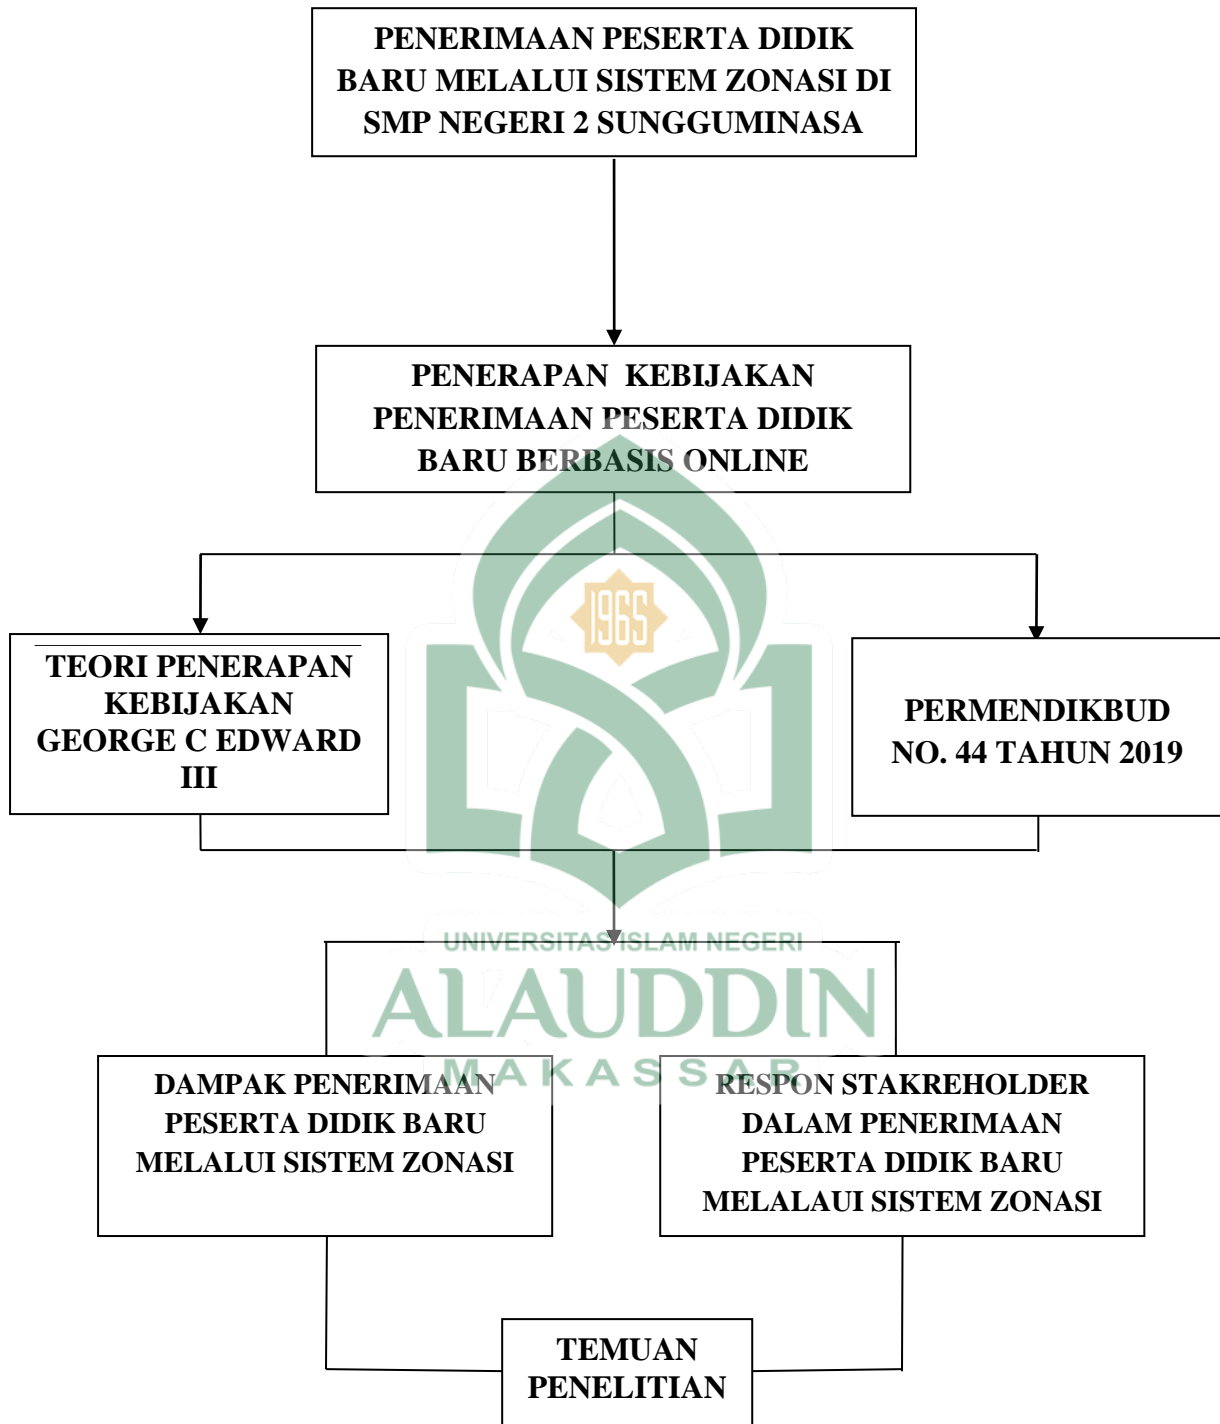 PENERIMAAN PESERTA DIDIK
BARU MELALUI SISTEM ZONASI DI
SMP NEGERI 2 SUNGGUMINASA
PENERAPAN KEBIJAKAN
PENERIMAAN PESERTA DIDIK
BARU BERBASIS ONLINE
1965
TEORI PENERAPAN
KEBIJAKAN
GEORGE C EDWARD
III
PERMENDIKBUD
NO. 44 TAHUN 2019
UNIVERSITAS ISLAM NEGERI
ALAUDDIN
MAKASSAR
DAMPAK PENERIMAAN
PESERTA DIDIK BARU
MELALUI SISTEM ZONASI
RESPON STAKREHOLDER
DALAM PENERIMAAN
PESERTA DIDIK BARU
MELALAUI SISTEM ZONASI
TEMUAN
PENELITIAN